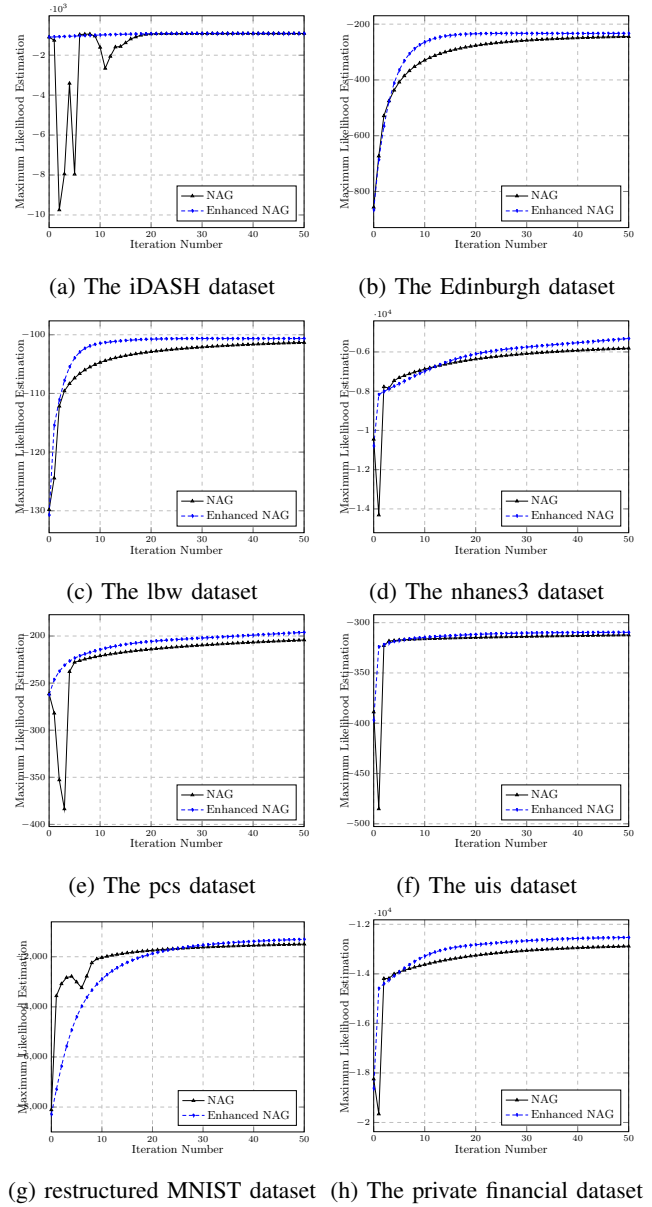 ·10³
−2
−4
−6
−8
−10
0 10 20 30 40 50
Maximum Likelihood Estimation
Iteration Number
NAG
Enhanced NAG
(a) The iDASH dataset
−200
−400
−600
−800
0 10 20 30 40 50
Maximum Likelihood Estimation
Iteration Number
NAG
Enhanced NAG
(b) The Edinburgh dataset
−100
−110
−120
−130
0 10 20 30 40 50
Maximum Likelihood Estimation
Iteration Number
NAG
Enhanced NAG
(c) The lbw dataset
·10⁴
0.6
0.8
−1
1.2
1.4
0 10 20 30 40 50
Maximum Likelihood Estimation
Iteration Number
NAG
Enhanced NAG
(d) The nhanes3 dataset
−200
−250
−300
−350
−400
0 10 20 30 40 50
Maximum Likelihood Estimation
Iteration Number
NAG
Enhanced NAG
(e) The pcs dataset
−300
−350
−400
−450
−500
0 10 20 30 40 50
Maximum Likelihood Estimation
Iteration Number
NAG
Enhanced NAG
(f) The uis dataset
0 10 20 30 40 50
Maximum Likelihood Estimation
Iteration Number
NAG
Enhanced NAG
(g) restructured MNIST dataset
·10⁴
1.2
1.4
1.8
−2
0 10 20 30 40 50
Maximum Likelihood Estimation
Iteration Number
NAG
Enhanced NAG
(h) The private financial dataset